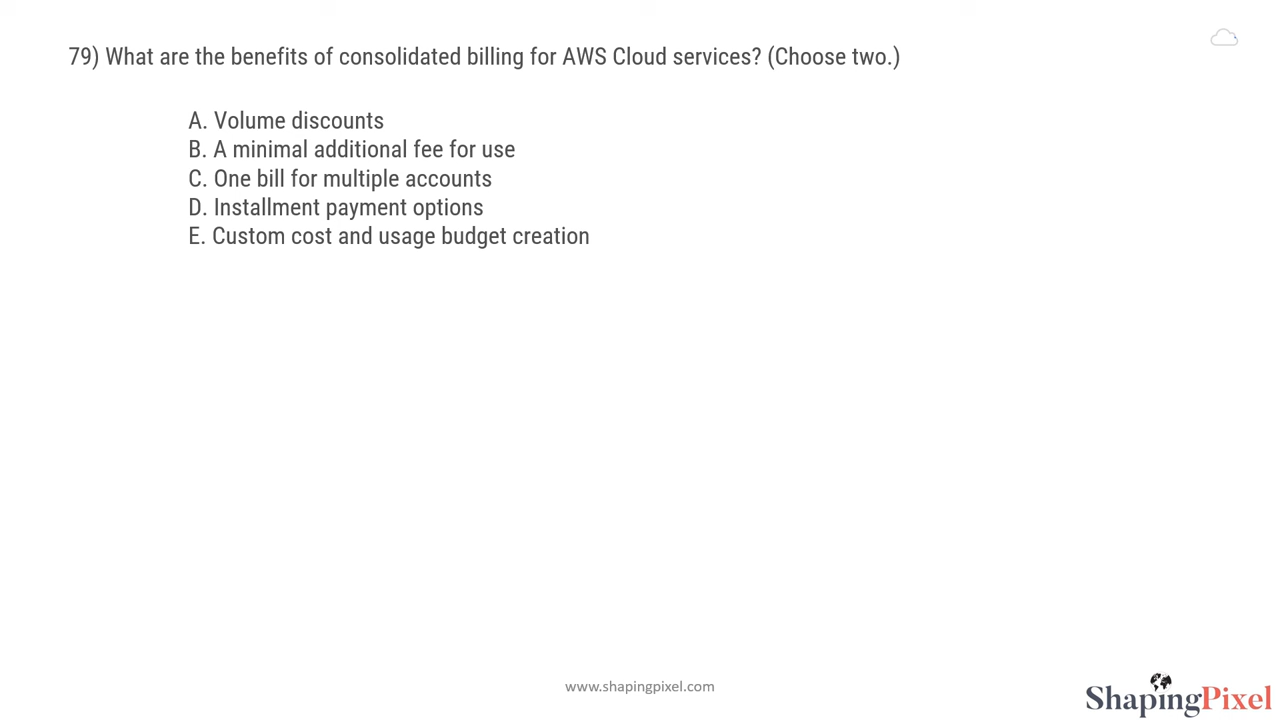 79) What are the benefits of consolidated billing for AWS Cloud services? (Choose two.)
A. Volume discounts
B. A minimal additional fee for use
C. One bill for multiple accounts
D. Installment payment options
E. Custom cost and usage budget creation
www.shapingpixel.com
ShapingPixel